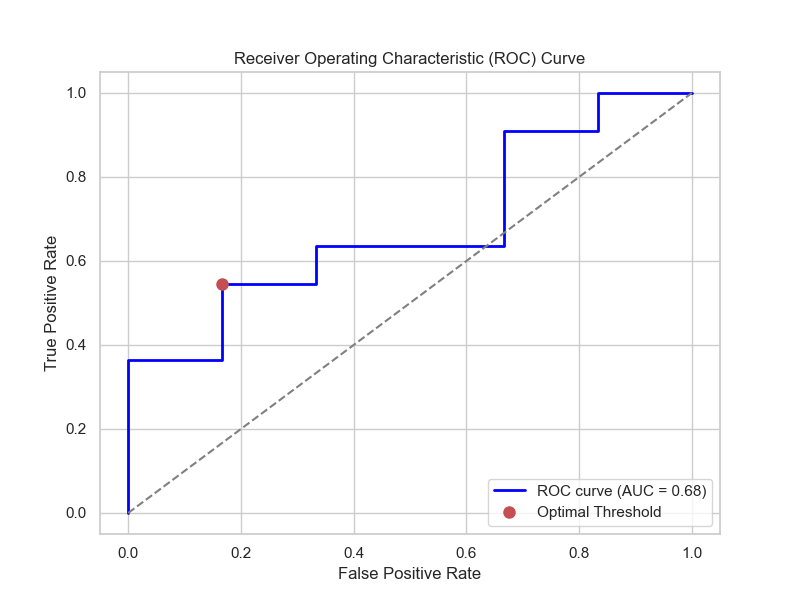 Receiver Operating Characteristic (ROC) Curve
True Positive Rate
1.0
0.8
0.6
0.4
0.2
0.0
0.0 0.2 0.4 0.6 0.8 1.0
False Positive Rate
ROC curve (AUC = 0.68)
Optimal Threshold